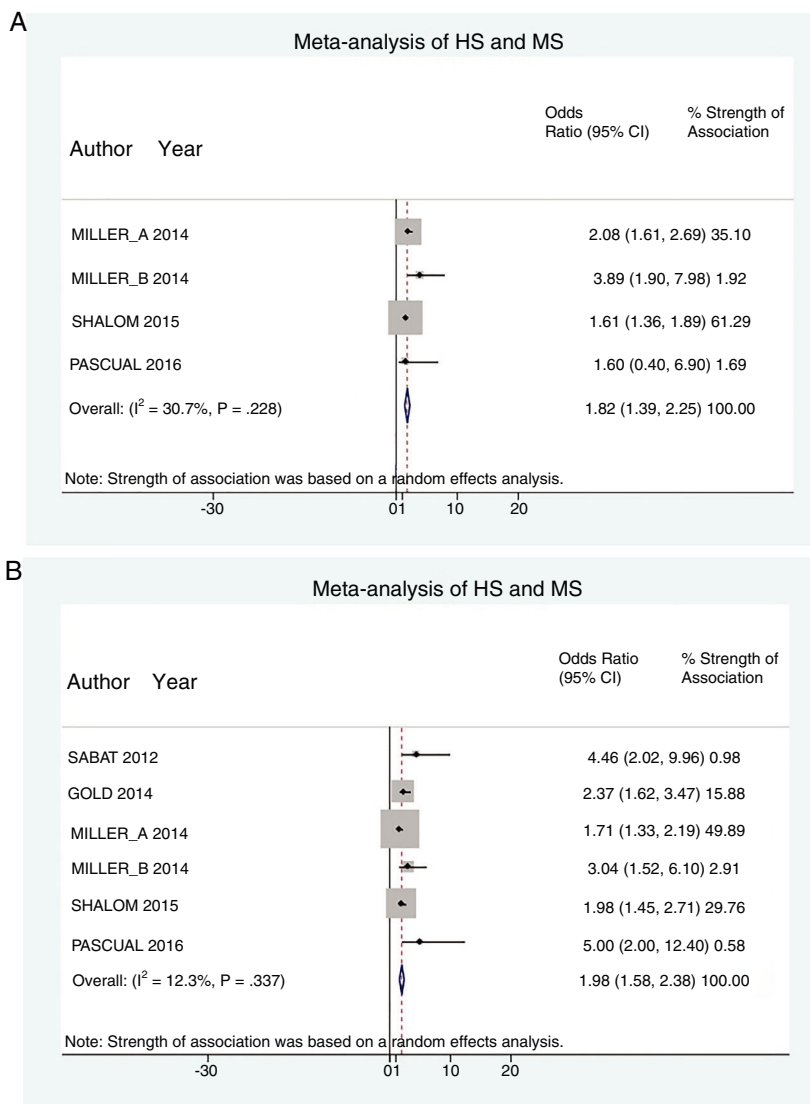 A
Meta-analysis of HS and MS
Odds
Ratio (95% CI)
% Strength of
Association
Author Year
MILLER_A 2014 2.08 (1.61, 2.69) 35.10
MILLER_B 2014 3.89 (1.90, 7.98) 1.92
SHALOM 2015 1.61 (1.36, 1.89) 61.29
PASCUAL 2016 1.60 (0.40, 6.90) 1.69
Overall: (I² = 30.7%, P = .228) 1.82 (1.39, 2.25) 100.00
Note: Strength of association was based on a random effects analysis.
-30 01 10 20
B
Meta-analysis of HS and MS
Odds Ratio
(95% CI)
% Strength of
Association
Author Year
SABAT 2012 4.46 (2.02, 9.96) 0.98
GOLD 2014 2.37 (1.62, 3.47) 15.88
MILLER_A 2014 1.71 (1.33, 2.19) 49.89
MILLER_B 2014 3.04 (1.52, 6.10) 2.91
SHALOM 2015 1.98 (1.45, 2.71) 29.76
PASCUAL 2016 5.00 (2.00, 12.40) 0.58
Overall: (I² = 12.3%, P = .337) 1.98 (1.58, 2.38) 100.00
Note: Strength of association was based on a random effects analysis.
-30 01 10 20